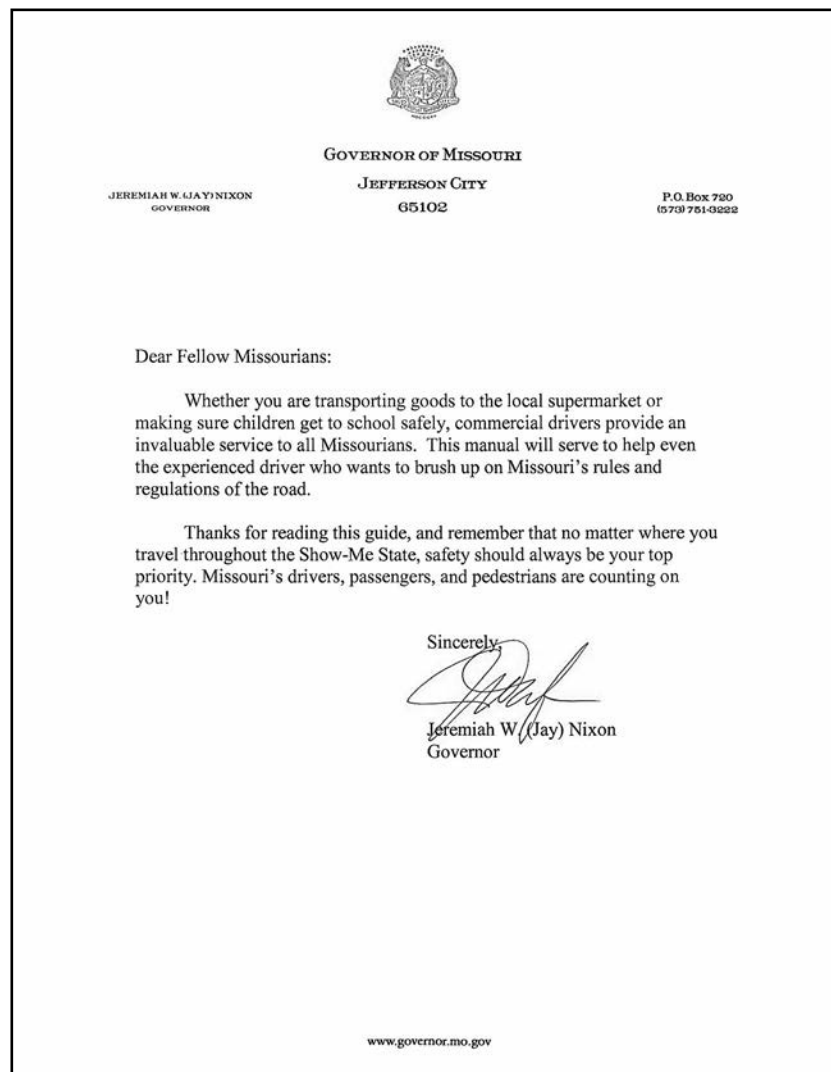 GOVERNOR OF MISSOURI
JEFFERSON CITY
65102
JEREMIAH W. (JAY) NIXON
GOVERNOR
P.O. Box 720
(573) 751-3222
Dear Fellow Missourians:
Whether you are transporting goods to the local supermarket or
making sure children get to school safely, commercial drivers provide an
invaluable service to all Missourians. This manual will serve to help even
the experienced driver who wants to brush up on Missouri's rules and
regulations of the road.
Thanks for reading this guide, and remember that no matter where you
travel throughout the Show-Me State, safety should always be your top
priority. Missouri's drivers, passengers, and pedestrians are counting on
you!
Sincerely,
Jeremiah W. (Jay) Nixon
Governor
www.governor.mo.gov